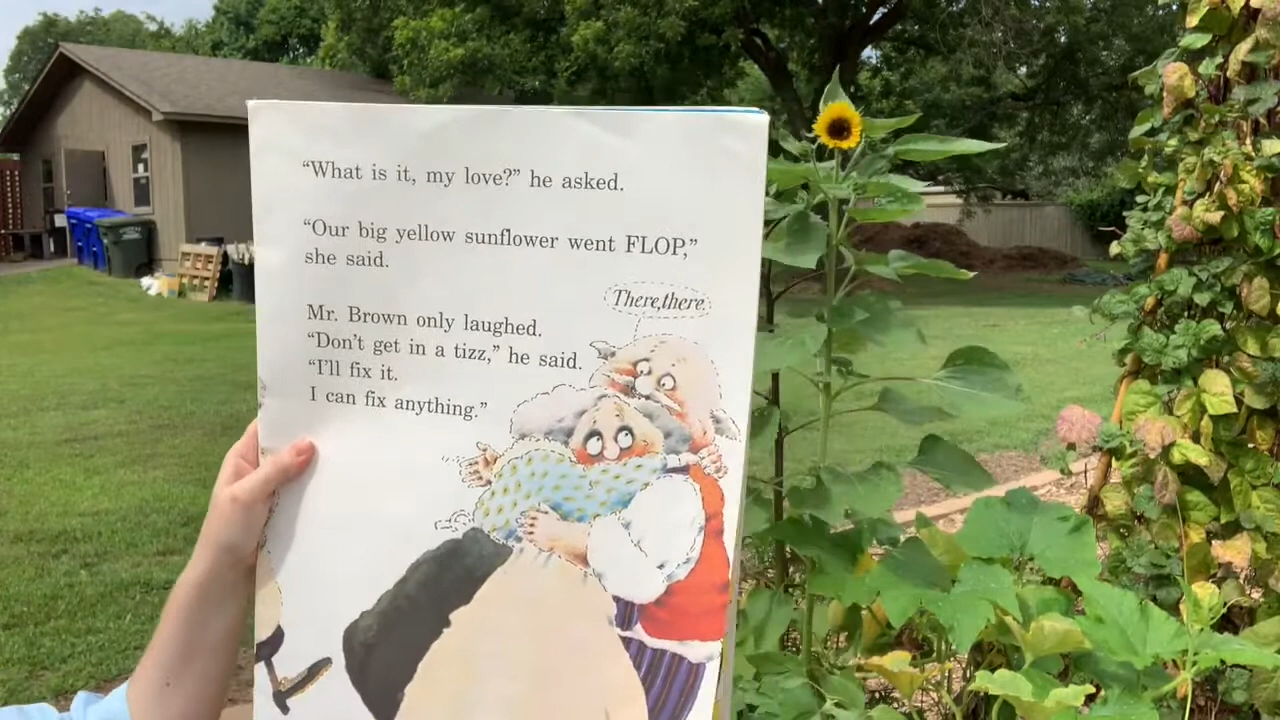 “What is it, my love?” he asked.
“Our big yellow sunflower went FLOP,”
she said.
There, there.
Mr. Brown only laughed.
“Don’t get in a tizz,” he said.
“I’ll fix it.
I can fix anything.”